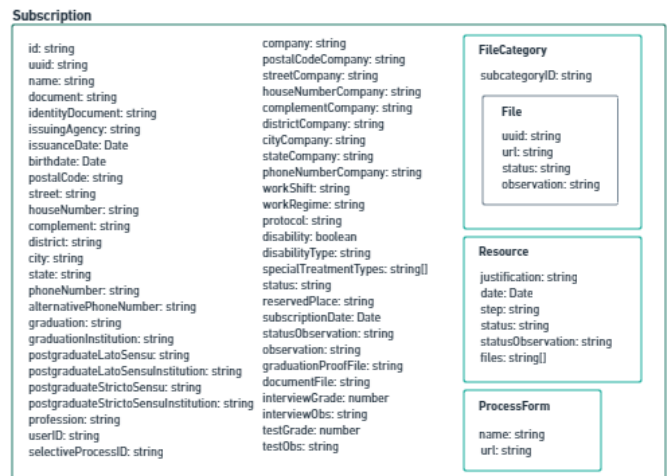 Subscription
id: string
uuid: string
name: string
document: string
identityDocument: string
issuingAgency: string
issuanceDate: Date
birthdate: Date
postalCode: string
street: string
houseNumber: string
complement: string
district: string
city: string
state: string
phoneNumber: string
alternativePhoneNumber: string
graduation: string
graduationInstitution: string
postgraduateLatoSensu: string
postgraduateLatoSensuInstitution: string
postgraduateStrictoSensu: string
postgraduateStrictoSensuInstitution: string
profession: string
userID: string
selectiveProcessID: string
company: string
postalCodeCompany: string
streetCompany: string
houseNumberCompany: string
complementCompany: string
districtCompany: string
cityCompany: string
stateCompany: string
phoneNumberCompany: string
workShift: string
workRegime: string
protocol: string
disability: boolean
disabilityType: string
specialTreatmentTypes: string[]
status: string
reservedPlace: string
subscriptionDate: Date
statusObservation: string
observation: string
graduationProofFile: string
documentFile: string
interviewGrade: number
interviewObs: string
testGrade: number
testObs: string
FileCategory
subcategoryID: string
File
uuid: string
url: string
status: string
observation: string
Resource
justification: string
date: Date
step: string
status: string
statusObservation: string
files: string[]
ProcessForm
name: string
url: string